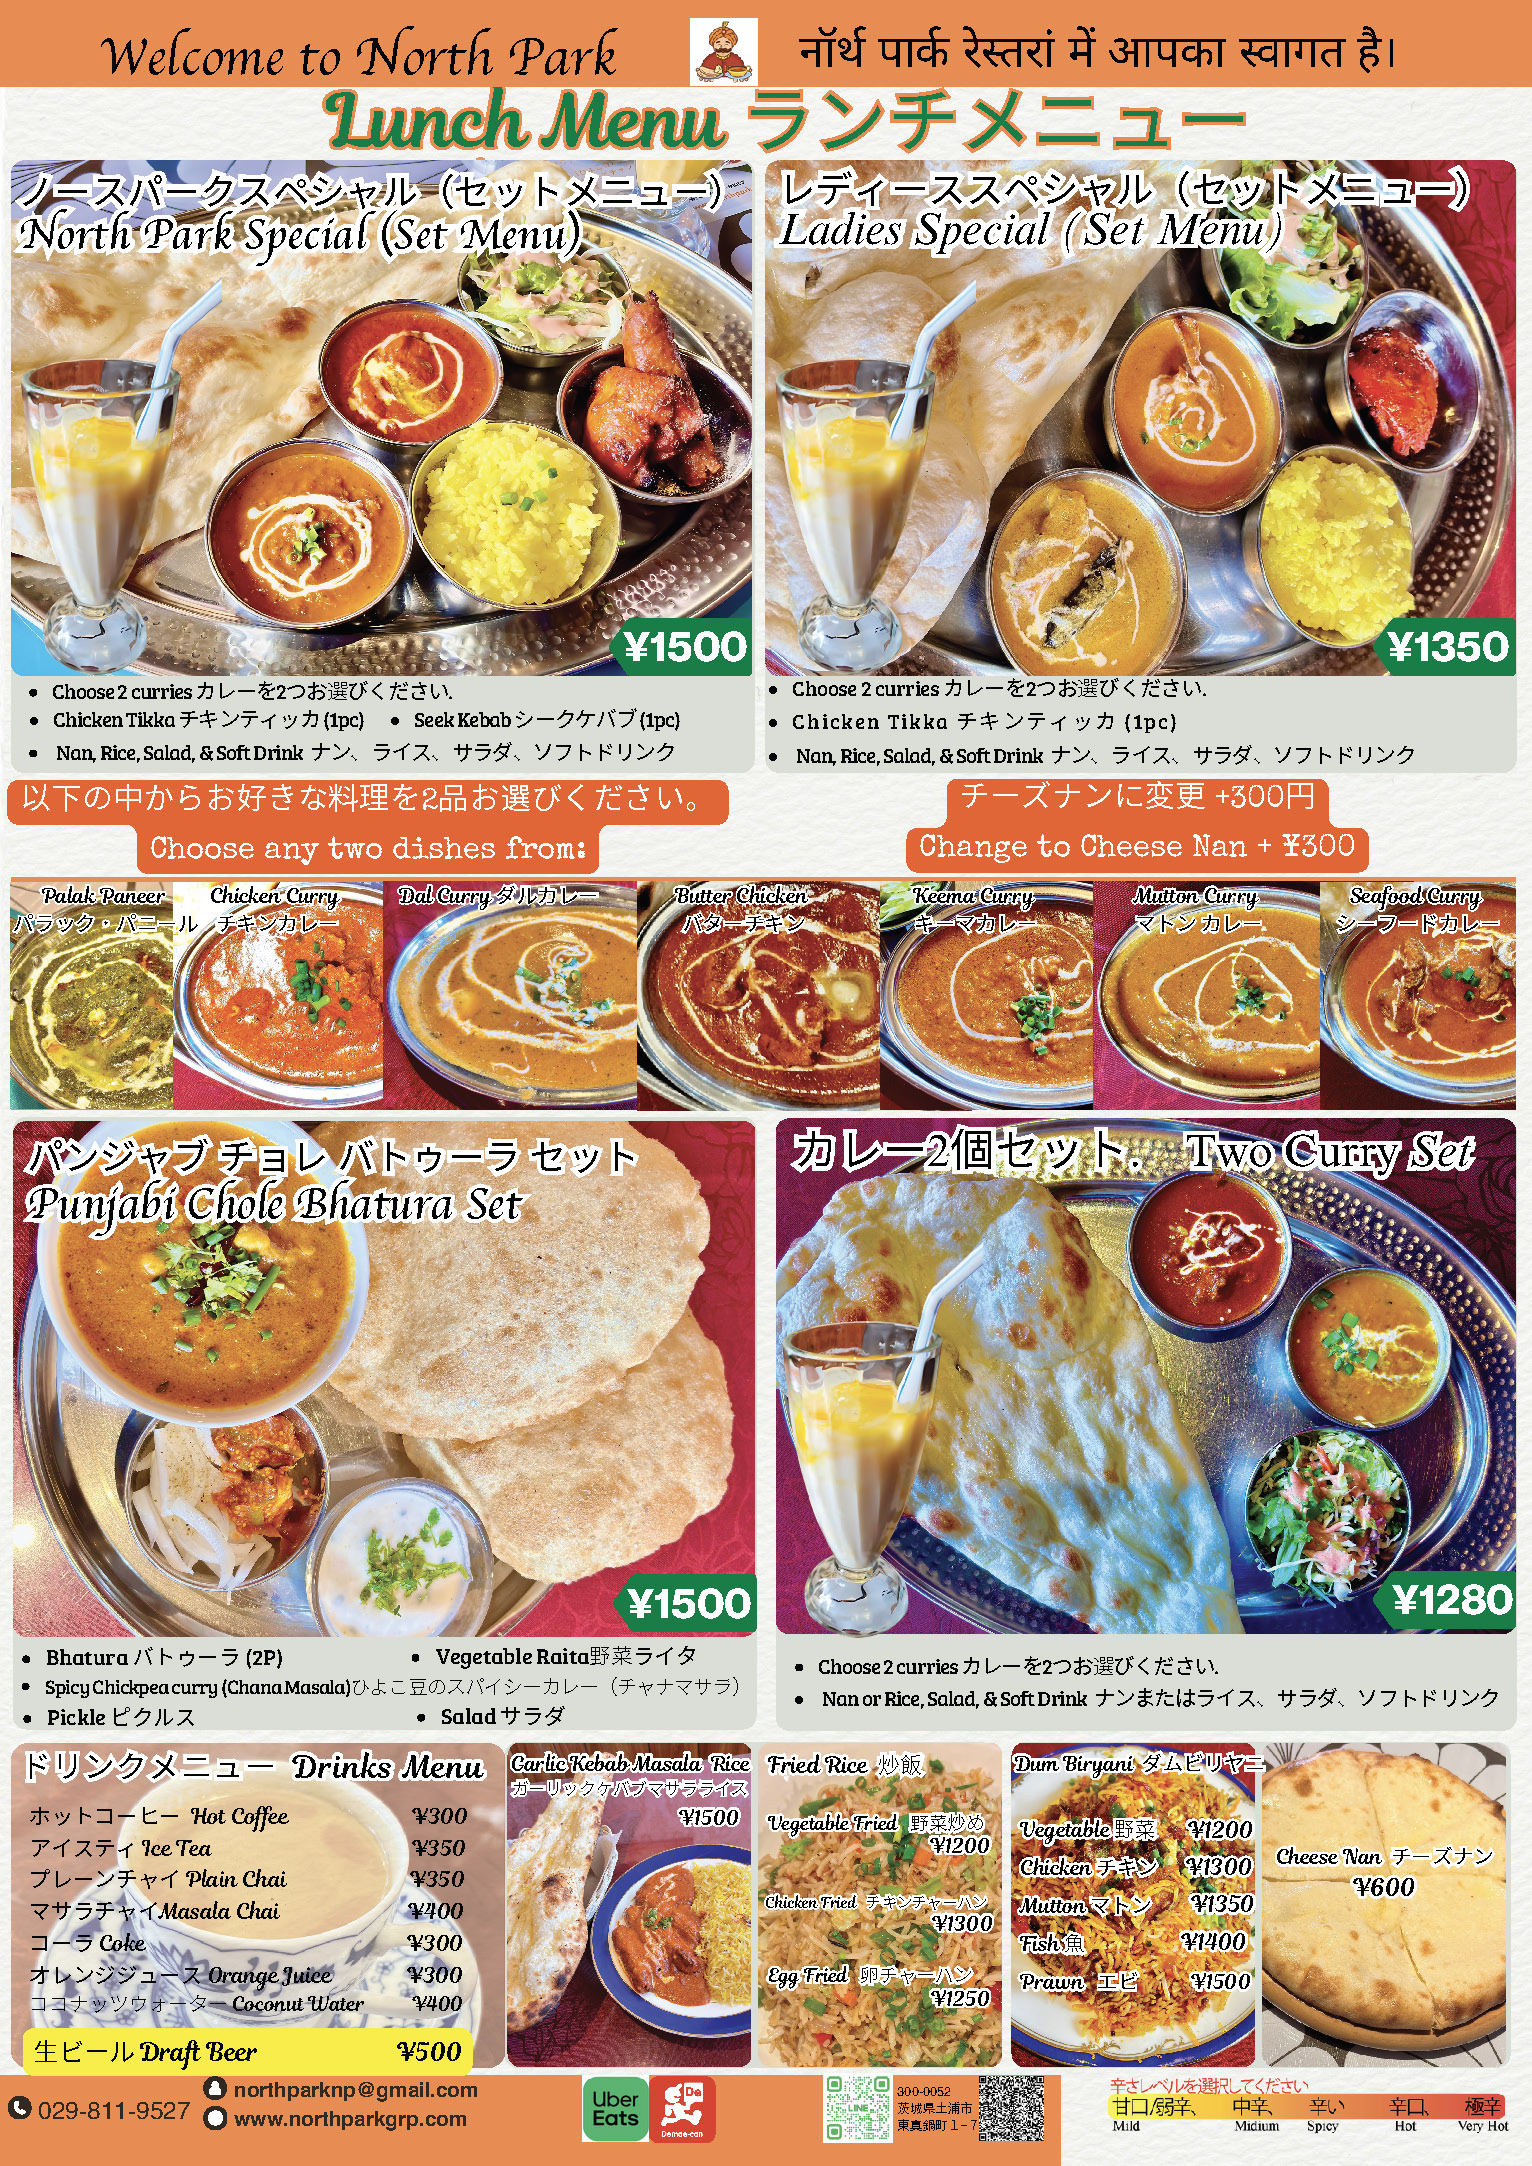 Welcome to North Park
नॉर्थ पार्क रेस्तरां में आपका स्वागत है।
Lunch Menu ランチメニュー
ノースパークスペシャル（セットメニュー）
North Park Special (Set Menu)
¥1500
• Choose 2 curries カレーを2つお選びください.
• Chicken Tikka チキンティッカ (1pc) • Seek Kebab シークケバブ (1pc)
• Nan, Rice, Salad, & Soft Drink ナン、ライス、サラダ、ソフトドリンク
レディーススペシャル（セットメニュー）
Ladies Special (Set Menu)
¥1350
• Choose 2 curries カレーを2つお選びください.
• Chicken Tikka チキンティッカ (1pc)
• Nan, Rice, Salad, & Soft Drink ナン、ライス、サラダ、ソフトドリンク
以下の中からお好きな料理を2品お選びください。
Choose any two dishes from:
チーズナンに変更 +300円
Change to Cheese Nan + ¥300
Palak Paneer
パラック・パニール
Chicken Curry
チキンカレー
Dal Curry ダルカレー
Butter Chicken
バターチキン
Keema Curry
キーマカレー
Mutton Curry
マトン カレー
Seafood Curry
シーフードカレー
パンジャブ チョレ バトゥーラ セット
Punjabi Chole Bhatura Set
¥1500
• Bhatura バトゥーラ (2P) • Vegetable Raita野菜ライタ
• Spicy Chickpea curry (Chana Masala)ひよこ豆のスパイシーカレー（チャナマサラ）
• Pickle ピクルス • Salad サラダ
カレー2個セット. Two Curry Set
¥1280
• Choose 2 curries カレーを2つお選びください.
• Nan or Rice, Salad, & Soft Drink ナンまたはライス、サラダ、ソフトドリンク
ドリンクメニュー Drinks Menu
ホットコーヒー Hot Coffee ¥300
アイスティ Ice Tea ¥350
プレーンチャイ Plain Chai ¥350
マサラチャイMasala Chai ¥400
コーラ Coke ¥300
オレンジジュース Orange Juice ¥300
ココナッツウォーター Coconut Water ¥400
生ビール Draft Beer ¥500
Garlic Kebab Masala Rice
ガーリックケバブマサラライス
¥1500
Fried Rice 炒飯
Vegetable Fried 野菜炒め
¥1200
Chicken Fried チキンチャーハン
¥1300
Egg Fried 卵チャーハン
¥1250
Dum Biryani ダムビリヤニ
Vegetable 野菜 ¥1200
Chicken チキン ¥1300
Mutton マトン ¥1350
Fish 魚 ¥1400
Prawn エビ ¥1500
Cheese Nan チーズナン
¥600
029-811-9527
northparknp@gmail.com
www.northparkgrp.com
Uber
Eats
De
Demae-can
LINE
300-0052
茨城県土浦市
東真鍋町１−７
辛さレベルを選択してください
甘口/弱辛、 中辛、 辛い 辛口、 極辛
Mild Midium Spicy Hot Very Hot